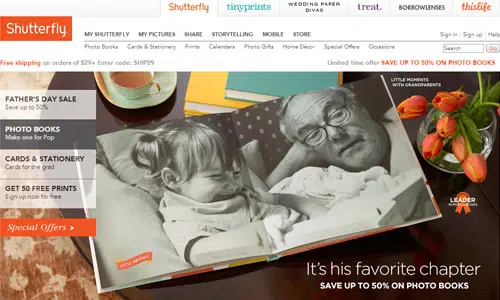 Shutterfly
tinyprints
WEDDING PAPER DIVAS
treat.
BORROWLENSES
thislife
Shutterfly
MY SHUTTERFLY MY PICTURES SHARE STORYTELLING MOBILE STORE
Sign in Sign up Help
Photo Books Cards & Stationery Prints Calendars Photo Gifts Home Décor Special Offers Occasions
Search Go
Free shipping on orders of $29+ Enter code: SHIP29
Limited time offer SAVE UP TO 50% ON PHOTO BOOKS
LITTLE MOMENTS
WITH GRANDPARENTS
FATHER'S DAY SALE
Save up to 50%
PHOTO BOOKS
Make one for Pop
CARDS & STATIONERY
Cards for the grad
GET 50 FREE PRINTS
Sign up now for free
Special Offers >
LEADER
It's his favorite chapter
SAVE UP TO 50% ON PHOTO BOOKS